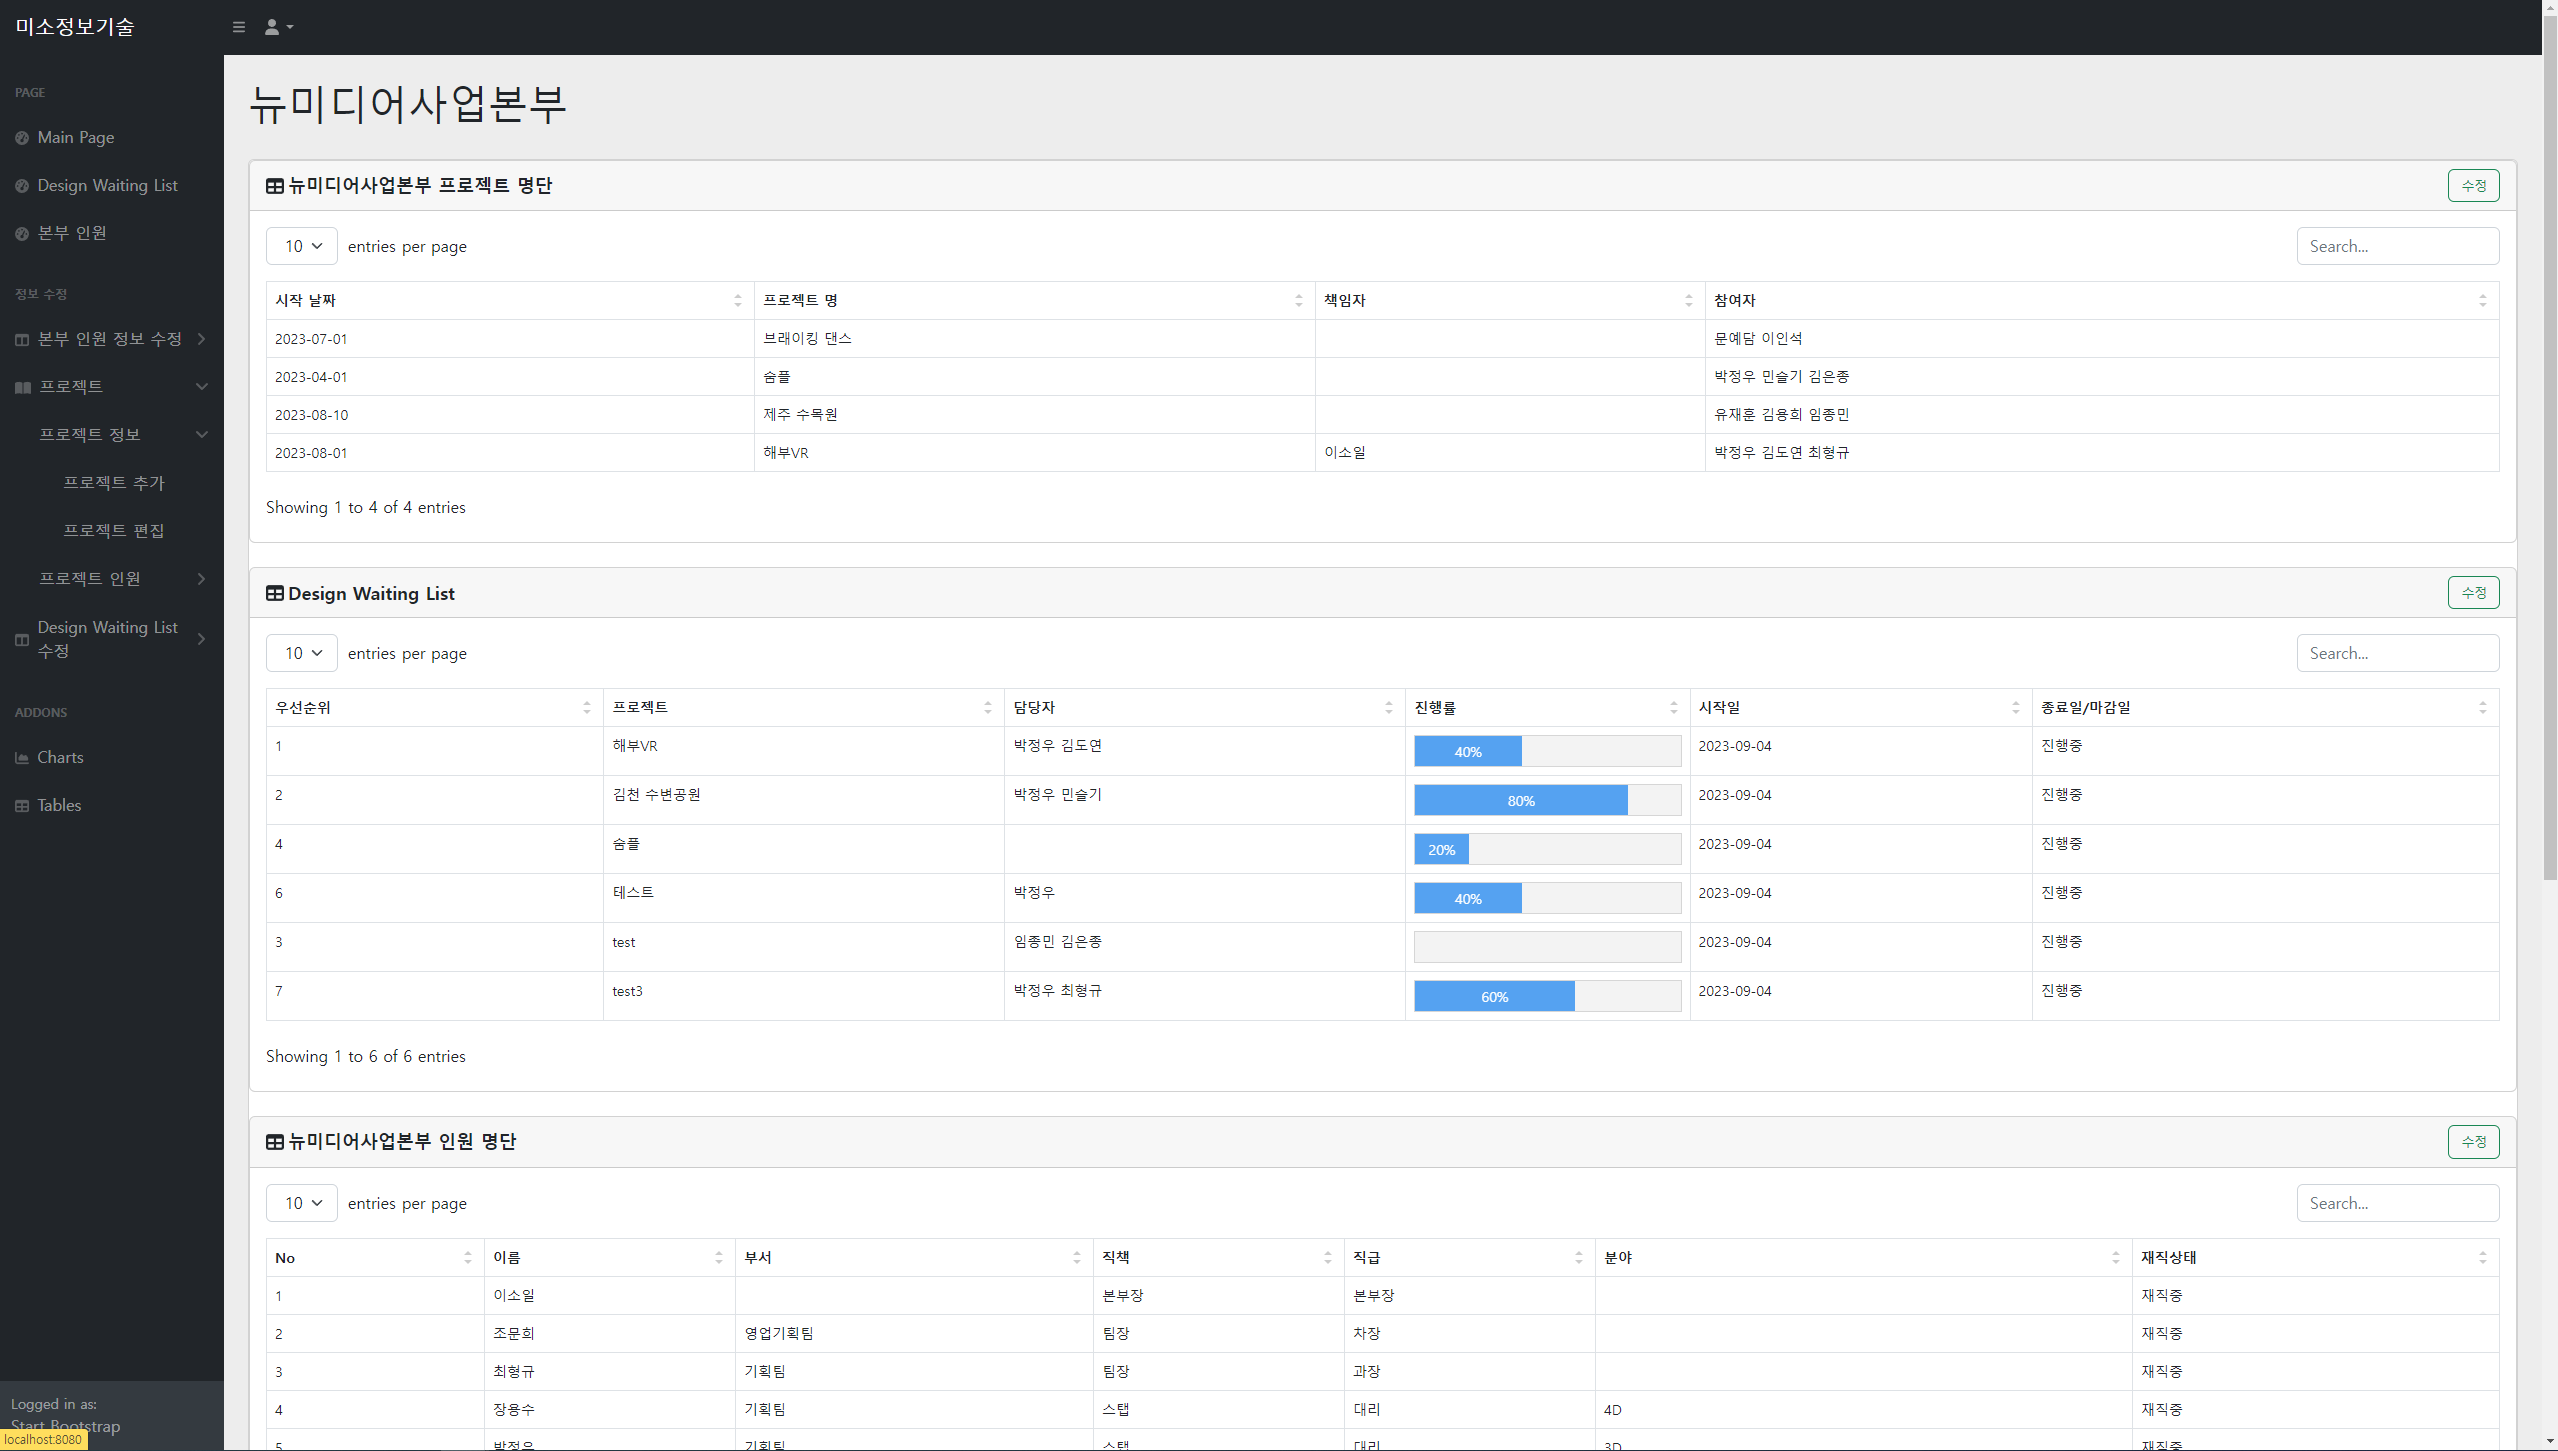 미소정보기술
PAGE
Main Page
Design Waiting List
본부 인원
정보 수정
본부 인원 정보 수정
프로젝트
프로젝트 정보
프로젝트 추가
프로젝트 편집
프로젝트 인원
Design Waiting List
수정
ADDONS
Charts
Tables
Logged in as:
Start Bootstrap
localhost:8080
뉴미디어사업본부
뉴미디어사업본부 프로젝트 명단 수정
10 entries per page Search...
시작 날짜 프로젝트 명 책임자 참여자
2023-07-01 브래이킹 댄스 문예담 이인석
2023-04-01 숨플 박정우 민슬기 김은종
2023-08-10 제주 수목원 유재훈 김용희 임종민
2023-08-01 해부VR 이소일 박정우 김도연 최형규
Showing 1 to 4 of 4 entries
Design Waiting List 수정
10 entries per page Search...
우선순위 프로젝트 담당자 진행률 시작일 종료일/마감일
1 해부VR 박정우 김도연 40% 2023-09-04 진행중
2 김천 수변공원 박정우 민슬기 80% 2023-09-04 진행중
4 숨플 20% 2023-09-04 진행중
6 테스트 박정우 40% 2023-09-04 진행중
3 test 임종민 김은종 2023-09-04 진행중
7 test3 박정우 최형규 60% 2023-09-04 진행중
Showing 1 to 6 of 6 entries
뉴미디어사업본부 인원 명단 수정
10 entries per page Search...
No 이름 부서 직책 직급 분야 재직상태
1 이소일 본부장 본부장 재직중
2 조문희 영업기획팀 팀장 차장 재직중
3 최형규 기획팀 팀장 과장 재직중
4 장용수 기획팀 스탭 대리 4D 재직중
5 박정우 기획팀 스탭 대리 3D 재직중